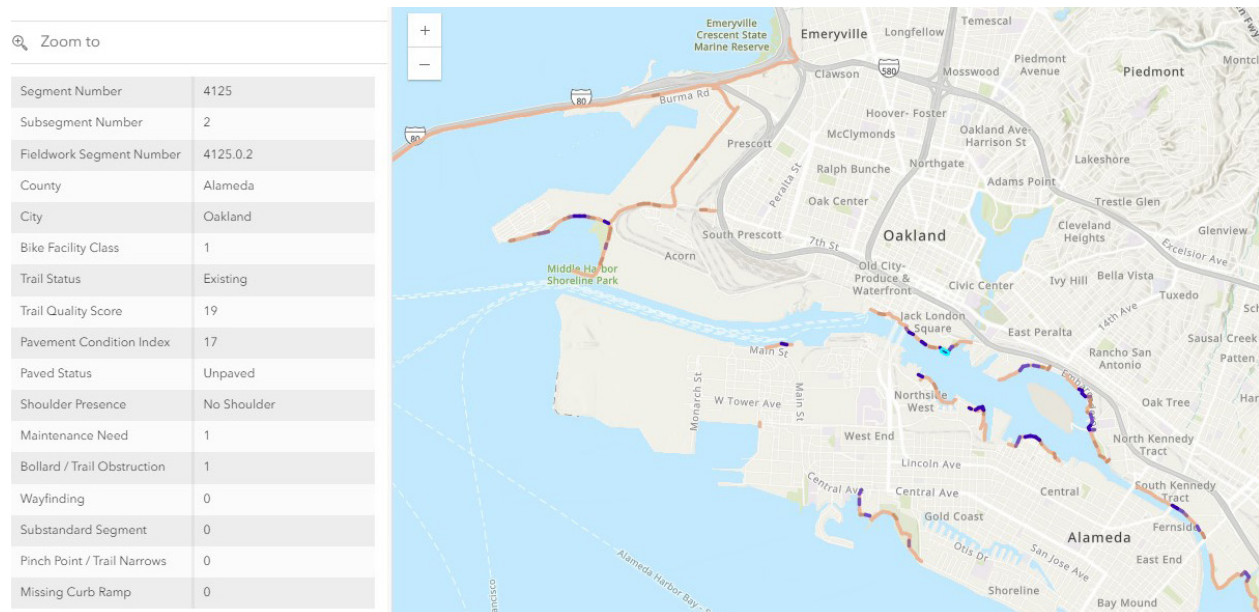 Zoom to
Segment Number 4125
Subsegment Number 2
Fieldwork Segment Number 4125.0.2
County Alameda
City Oakland
Bike Facility Class 1
Trail Status Existing
Trail Quality Score 19
Pavement Condition Index 17
Paved Status Unpaved
Shoulder Presence No Shoulder
Maintenance Need 1
Bollard / Trail Obstruction 1
Wayfinding 0
Substandard Segment 0
Pinch Point / Trail Narrows 0
Missing Curb Ramp 0
+
−
Emeryville
Crescent State
Marine Reserve
Emeryville
Longfellow
Temescal
Clawson
580
Mosswood
Piedmont
Avenue
Piedmont
80
Burma Rd
80
Hoover- Foster
McClymonds
Oakland Ave-
Harrison St
Prescott
Peralta St
Ralph Bunche
Northgate
Lakeshore
Adams Point
Oak Center
Trestle Glen
South Prescott
7th St
Oakland
Cleveland
Heights
Glenview
Excelsior Ave
Acorn
Middle Harbor
Shoreline Park
Old City-
Produce &
Waterfront
Civic Center
Ivy Hill
Bella Vista
Tuxedo
14th Ave
Jack London
Square
East Peralta
Sausal Creek
Main St
Rancho San
Antonio
Patten
Monarch St
W Tower Ave
Main St
Northside
West
Oak Tree
West End
North Kennedy
Tract
Lincoln Ave
Central Ave
Central Ave
Central
South Kennedy
Tract
Gold Coast
Fernside
Alameda
Otis Dr
San Jose Ave
East End
Alameda Harbor Bay - S
Shoreline
Bay Mound